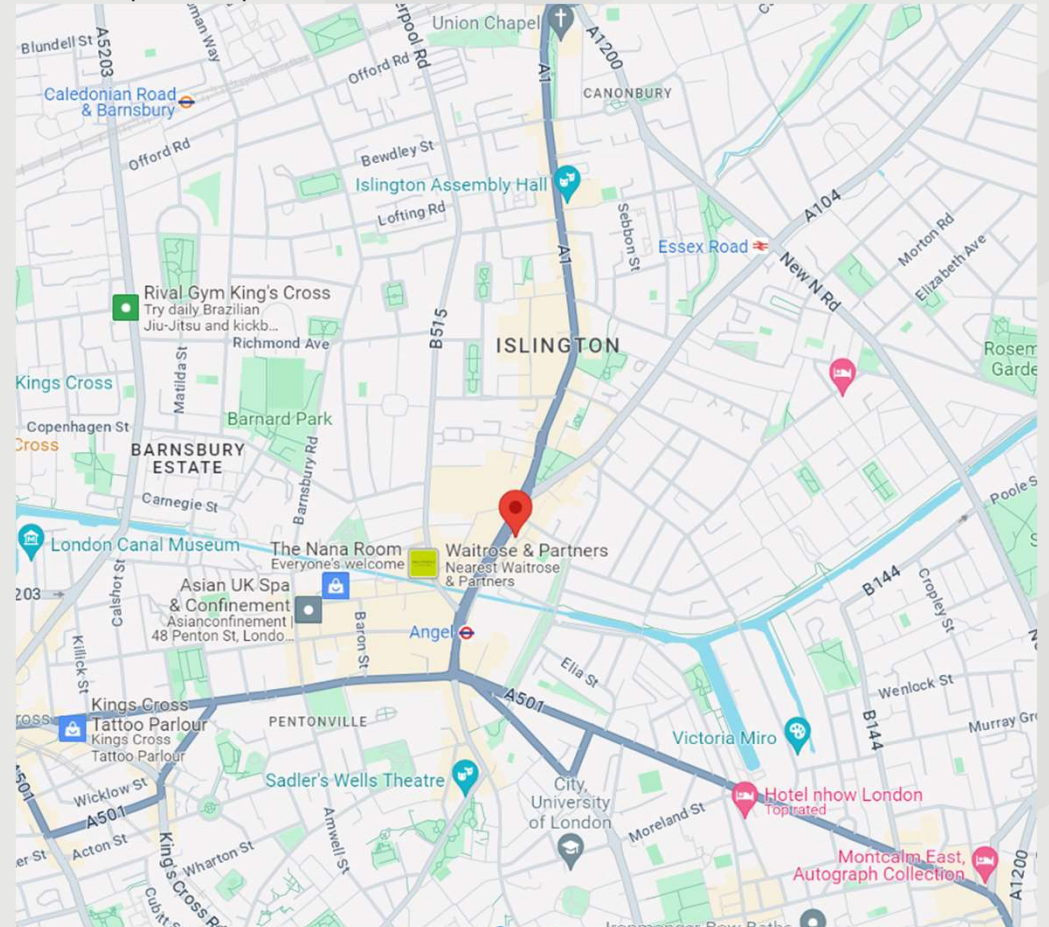 Union Chapel
A1200
Blundell St
A5203
Offord Rd
A1
CANONBURY
Caledonian Road
& Barnsbury
Offord Rd
Bewdley St
Islington Assembly Hall
Lofting Rd
Sebbon St
A104
Essex Road
Morton Rd
Elizabeth Ave
A1
New N Rd
Rival Gym King's Cross
Try daily Brazilian
Jiu-Jitsu and kickb...
Richmond Ave
B515
ISLINGTON
Matilda St
Kings Cross
Barnard Park
Copenhagen St
Cross
BARNSBURY
ESTATE
Barnsbury Rd
Carnegie St
London Canal Museum
The Nana Room
Everyone's welcome
Waitrose & Partners
Nearest Waitrose
& Partners
Asian UK Spa
& Confinement
Asianconfinement |
48 Penton St, Londo...
Calshot St
203
Baron St
Angel
B144
Cropley St
Killick St
Elia St
A501
Wenlock St
Kings Cross
Tattoo Parlour
Kings Cross
Tattoo Parlour
PENTONVILLE
B144
Murray Gr
Victoria Miro
Sadler's Wells Theatre
City,
University
of London
Hotel nhow London
Top rated
Wicklow St
A501
A501
Moreland St
Acton St
Amwell St
Wharton St
King's Cross Rd
Montcalm East,
Autograph Collection
A1200